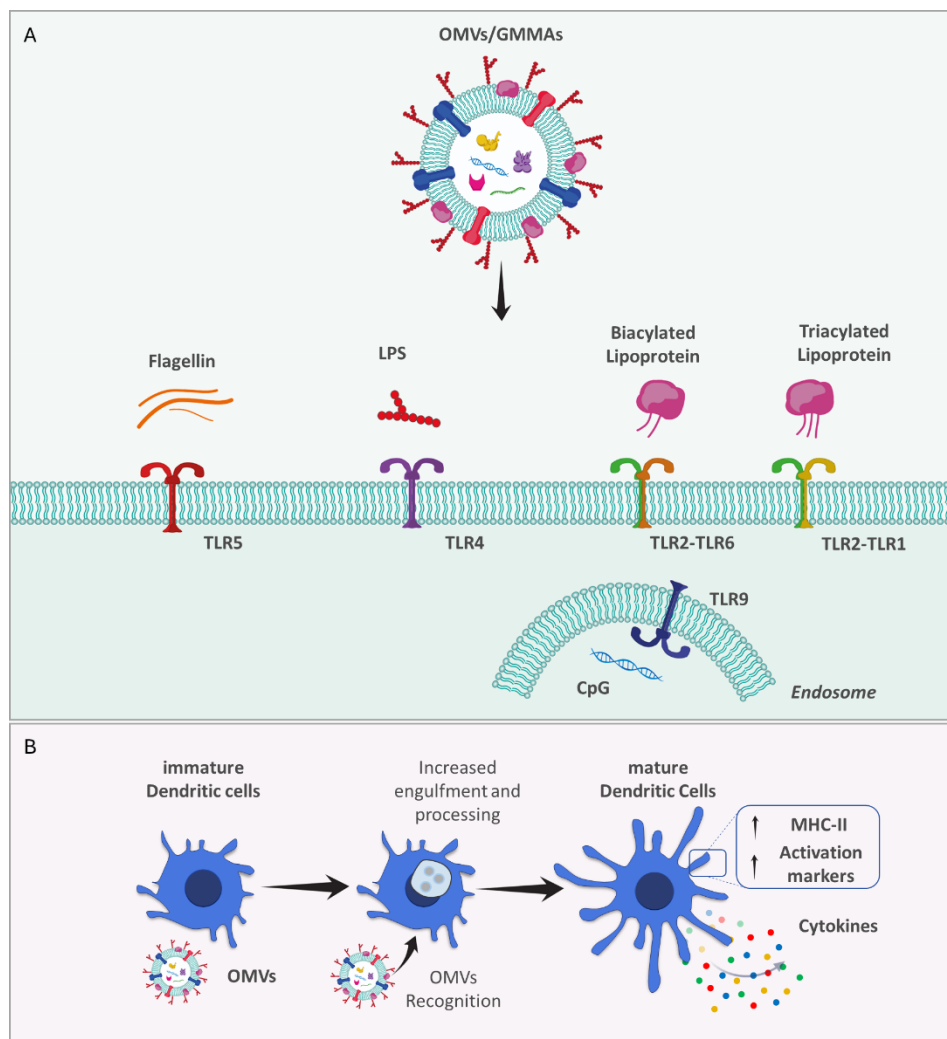 A
OMVs/GMMAs
Flagellin
LPS
Biacylated
Lipoprotein
Triacylated
Lipoprotein
TLR5
TLR4
TLR2-TLR6
TLR2-TLR1
TLR9
CpG
Endosome
B
immature
Dendritic cells
Increased
engulfment and
processing
mature
Dendritic Cells
MHC-II
Activation
markers
Cytokines
OMVs
OMVs
Recognition